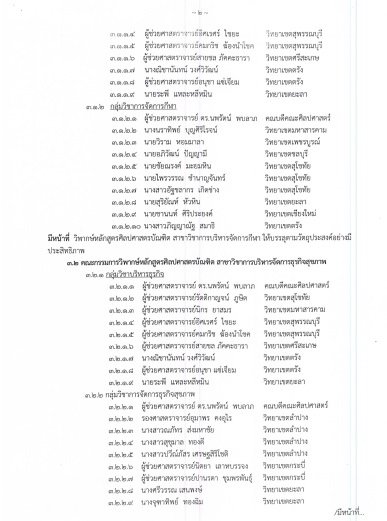 – ๒ –
๓.๑.๑.๔ ผู้ช่วยศาสตราจารย์อิศเรศร์ ไชยะ วิทยาเขตสุพรรณบุรี
๓.๑.๑.๕ ผู้ช่วยศาสตราจารย์คมกริช ฆ้องนำโชค วิทยาเขตสุพรรณบุรี
๓.๑.๑.๖ ผู้ช่วยศาสตราจารย์สายชล ภัคคะธารา วิทยาเขตศรีสะเกษ
๓.๑.๑.๗ นางณิชานันทน์ วงศ์วิวัฒน์ วิทยาเขตตรัง
๓.๑.๑.๘ ผู้ช่วยศาสตราจารย์อนุชา แซ่เจียม วิทยาเขตตรัง
๓.๑.๑.๙ นายระพี แหละหลีหมิน วิทยาเขตยะลา
๓.๑.๒ กลุ่มวิชาการจัดการกีฬา
๓.๑.๒.๑ ผู้ช่วยศาสตราจารย์ ดร.นพรัตน์ พบลาภ คณบดีคณะศิลปศาสตร์
๓.๑.๒.๒ นางนราทิพย์ บุญศิริโรจน์ วิทยาเขตมหาสารคาม
๓.๑.๒.๓ นายวิราม หอมมาลา วิทยาเขตเพชรบูรณ์
๓.๑.๒.๔ นายอภิวัฒน์ ปัญญามี วิทยาเขตชลบุรี
๓.๑.๒.๕ นายชัยณรงค์ มะยมหิน วิทยาเขตสุโขทัย
๓.๑.๒.๖ นายไพรวรรณ ชำนาญจันทร์ วิทยาเขตสุโขทัย
๓.๑.๒.๗ นางสาวอัฐชลากร เกิดช่าง วิทยาเขตสุโขทัย
๓.๑.๒.๘ นายสุริยัณห์ หัวหิน วิทยาเขตยะลา
๓.๑.๒.๙ นายชานนท์ ศิริประยงค์ วิทยาเขตเชียงใหม่
๓.๑.๒.๑๐ นางสาวภิญญาณัฐ สมาธิ วิทยาเขตตรัง
มีหน้าที่ วิพากษ์หลักสูตรศิลปศาสตรบัณฑิต สาขาวิชาการบริหารจัดการกีฬา ให้บรรลุตามวัตถุประสงค์อย่างมี
ประสิทธิภาพ
๓.๒ คณะกรรมการวิพากษ์หลักสูตรศิลปศาสตรบัณฑิต สาขาวิชาการบริหารจัดการธุรกิจสุขภาพ
๓.๒.๑ กลุ่มวิชาบริหารธุรกิจ
๓.๒.๑.๑ ผู้ช่วยศาสตราจารย์ ดร.นพรัตน์ พบลาภ คณบดีคณะศิลปศาสตร์
๓.๒.๑.๒ ผู้ช่วยศาสตราจารย์รัตติกาญจน์ ภูษิต วิทยาเขตสุโขทัย
๓.๒.๑.๓ ผู้ช่วยศาสตราจารย์นิกร ยาสมร วิทยาเขตมหาสารคาม
๓.๒.๑.๔ ผู้ช่วยศาสตราจารย์อิศเรศร์ ไชยะ วิทยาเขตสุพรรณบุรี
๓.๒.๑.๕ ผู้ช่วยศาสตราจารย์คมกริช ฆ้องนำโชค วิทยาเขตสุพรรณบุรี
๓.๒.๑.๖ ผู้ช่วยศาสตราจารย์สายชล ภัคคะธารา วิทยาเขตศรีสะเกษ
๓.๒.๑.๗ นางณิชานันทน์ วงศ์วิวัฒน์ วิทยาเขตตรัง
๓.๒.๑.๘ ผู้ช่วยศาสตราจารย์อนุชา แซ่เจียม วิทยาเขตตรัง
๓.๒.๑.๙ นายระพี แหละหลีหมิน วิทยาเขตยะลา
๓.๒.๒ กลุ่มวิชาการจัดการธุรกิจสุขภาพ
๓.๒.๒.๑ ผู้ช่วยศาสตราจารย์ ดร.นพรัตน์ พบลาภ คณบดีคณะศิลปศาสตร์
๓.๒.๒.๒ รองศาสตราจารย์อุมาพร คงอุไร วิทยาเขตลำปาง
๓.๒.๒.๓ นางสาวณภัทร ส่งมหาชัย วิทยาเขตลำปาง
๓.๒.๒.๔ นางสาวสุขุมาล ทองดี วิทยาเขตลำปาง
๓.๒.๒.๕ นางสาวปวีณ์ภัสร เศรษฐสิริโชติ วิทยาเขตลำปาง
๓.๒.๒.๖ ผู้ช่วยศาสตราจารย์นิตยา เลาหบรรจง วิทยาเขตกระบี่
๓.๒.๒.๗ ผู้ช่วยศาสตราจารย์ปานรดา ชุมพรพันธุ์ วิทยาเขตกระบี่
๓.๒.๒.๘ นางศรีวรรณ เสนพงษ์ วิทยาเขตยะลา
๓.๒.๒.๙ นางจุฑาทิพย์ ทองฉิม วิทยาเขตยะลา
/มีหน้าที่...